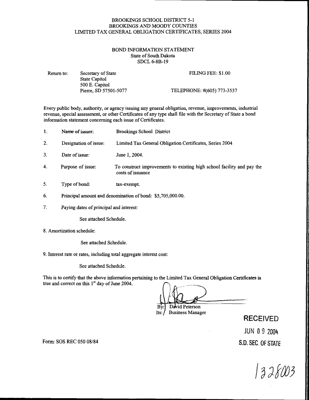 BROOKINGS SCHOOL DISTRICT 5-1
BROOKINGS AND MOODY COUNTIES
LIMITED TAX GENERAL OBLIGATION CERTIFICATES, SERIES 2004
BOND INFORMATION STATEMENT
State of South Dakota
SDCL 6-8B-19
Return to: Secretary of State FILING FEE: $1.00
State Capitol
500 E. Capitol
Pierre, SD 57501-5077 TELEPHONE: #(605) 773-3537
Every public body, authority, or agency issuing any general obligation, revenue, improvements, industrial
revenue, special assessment, or other Certificates of any type shall file with the Secretary of State a bond
information statement concerning each issue of Certificates.
1. Name of issuer: Brookings School District
2. Designation of issue: Limited Tax General Obligation Certificates, Series 2004
3. Date of issue: June 1, 2004.
4. Purpose of issue: To construct improvements to existing high school facility and pay the
costs of issuance
5. Type of bond: tax-exempt.
6. Principal amount and denomination of bond: $5,705,000.00.
7. Paying dates of principal and interest:
See attached Schedule.
8. Amortization schedule:
See attached Schedule.
9. Interest rate or rates, including total aggregate interest cost:
See attached Schedule.
This is to certify that the above information pertaining to the Limited Tax General Obligation Certificates is
true and correct on this 1st day of June 2004.
By: David Peterson
Its: Business Manager
RECEIVED
JUN 09 2004
S.D. SEC. OF STATE
Form: SOS REC 050 08/84
1328003